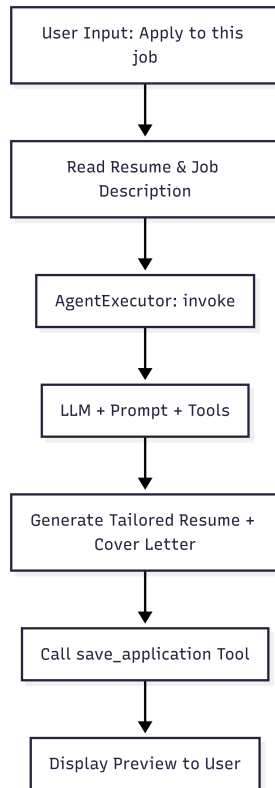 User Input: Apply to this
job
Read Resume & Job
Description
AgentExecutor: invoke
LLM + Prompt + Tools
Generate Tailored Resume +
Cover Letter
Call save_application Tool
Display Preview to User